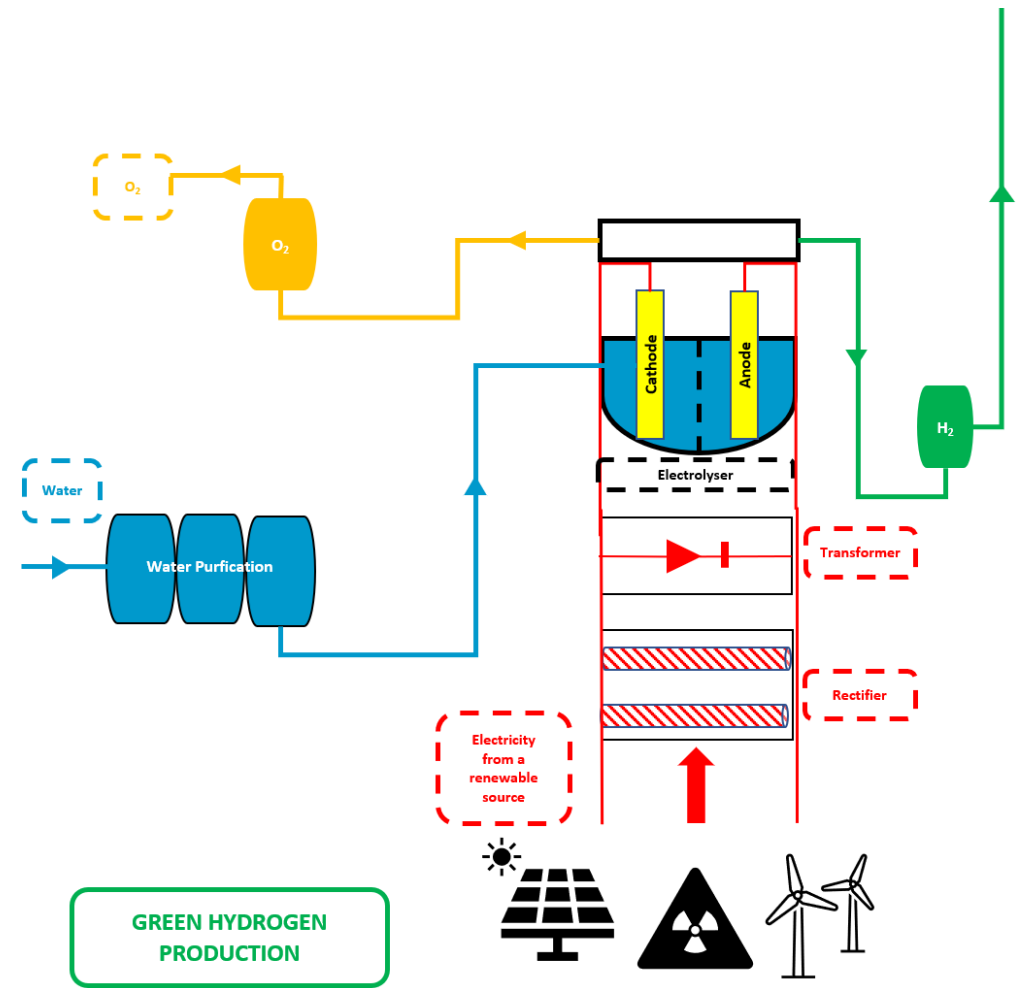 O₂
O₂
Cathode
Anode
H₂
Water
Electrolyser
Water Purfication
Transformer
Rectifier
Electricity
from a
renewable
source
GREEN HYDROGEN
PRODUCTION